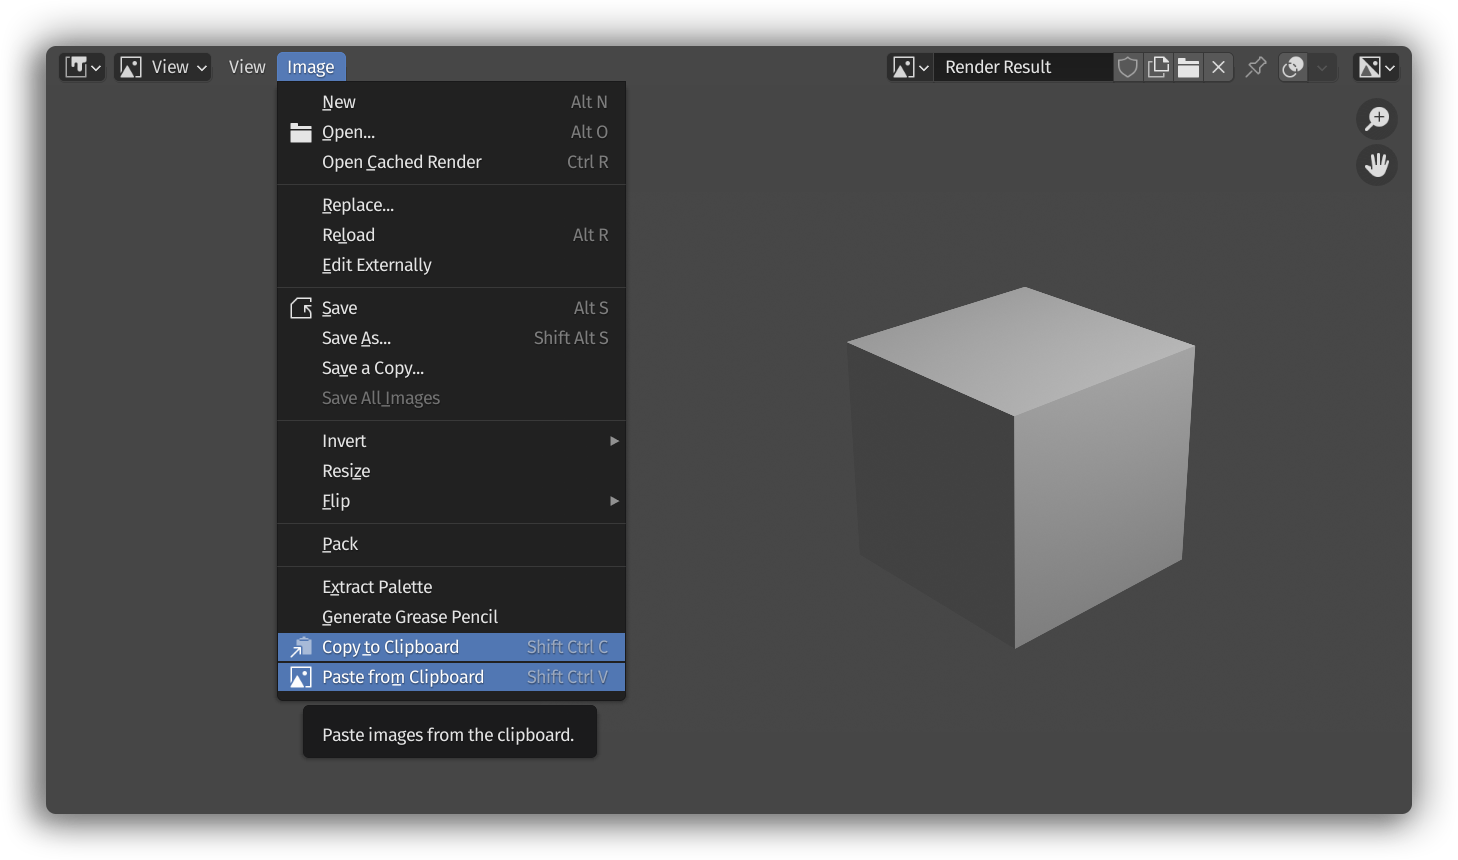 View View Image Render Result
New Alt N
Open... Alt O
Open Cached Render Ctrl R
Replace...
Reload Alt R
Edit Externally
Save Alt S
Save As... Shift Alt S
Save a Copy...
Save All Images
Invert
Resize
Flip
Pack
Extract Palette
Generate Grease Pencil
Copy to Clipboard Shift Ctrl C
Paste from Clipboard Shift Ctrl V
Paste images from the clipboard.